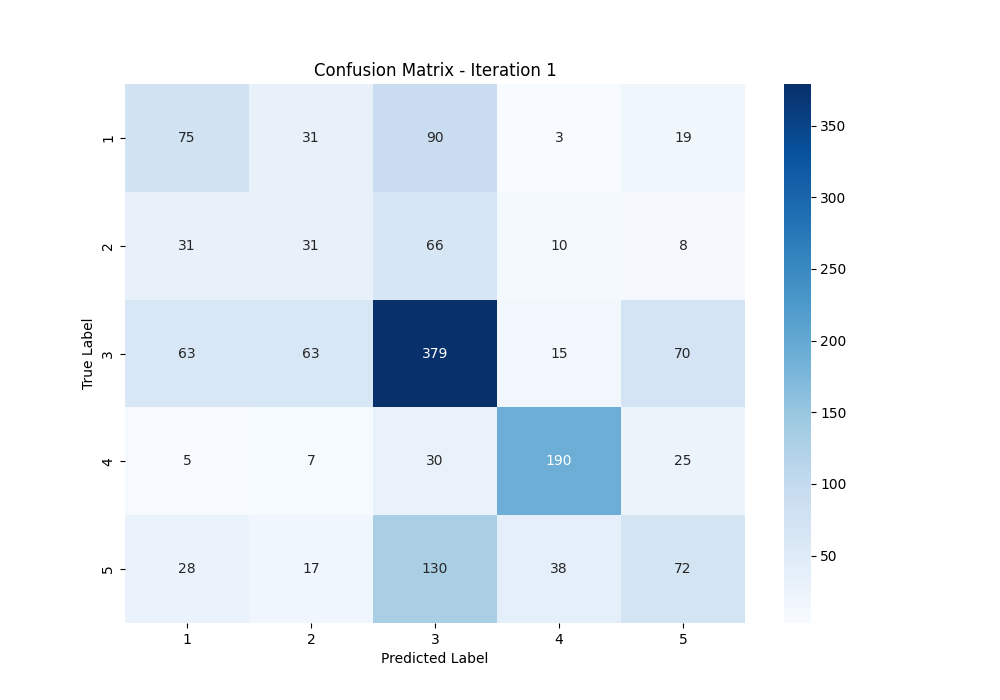 Confusion Matrix - Iteration 1
True Label
1 75 31 90 3 19
2 31 31 66 10 8
3 63 63 379 15 70
4 5 7 30 190 25
5 28 17 130 38 72
1 2 3 4 5
Predicted Label
350
300
250
200
150
100
50